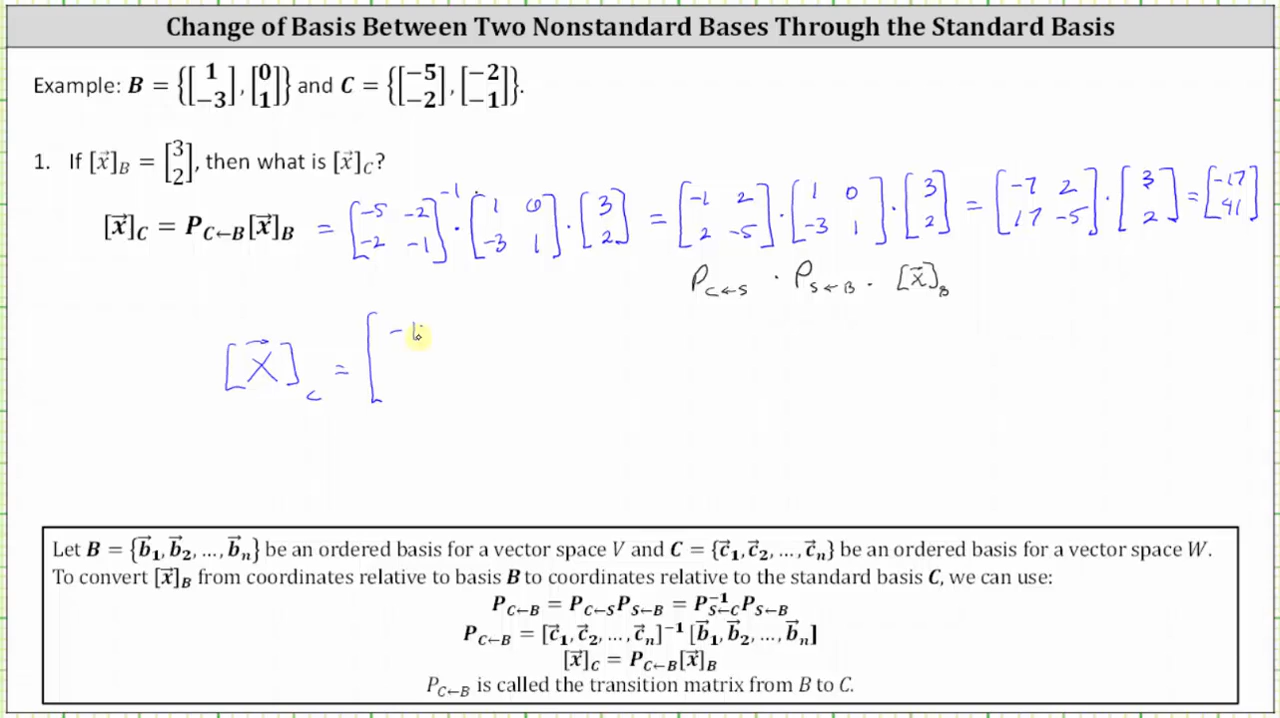 Change of Basis Between Two Nonstandard Bases Through the Standard Basis
Example: B = {[1 -3], [0 1]} and C = {[-5 -2], [-2 -1]}.
1. If [x⃗]_B = [3 2], then what is [x⃗]_C?
[x⃗]_C = P_C←B[x⃗]_B = [-5 -2; -2 -1]^-1 · [1 0; -3 1] · [3 2] = [-1 2; 2 -5] · [1 0; -3 1] · [3 2] = [-7 2; 17 -5] · [3 2] = [-17 41]
P_C←S · P_S←B · [x⃗]_B
[x⃗]_C = [
Let B = {b⃗₁, b⃗₂, ..., b⃗ₙ} be an ordered basis for a vector space V and C = {c⃗₁, c⃗₂, ..., c⃗ₙ} be an ordered basis for a vector space W.
To convert [x⃗]_B from coordinates relative to basis B to coordinates relative to the standard basis C, we can use:
P_C←B = P_C←S P_S←B = P^-1_S←C P_S←B
P_C←B = [c⃗₁, c⃗₂, ..., c⃗ₙ]^-1 [b⃗₁, b⃗₂, ..., b⃗ₙ]
[x⃗]_C = P_C←B[x⃗]_B
P_C←B is called the transition matrix from B to C.